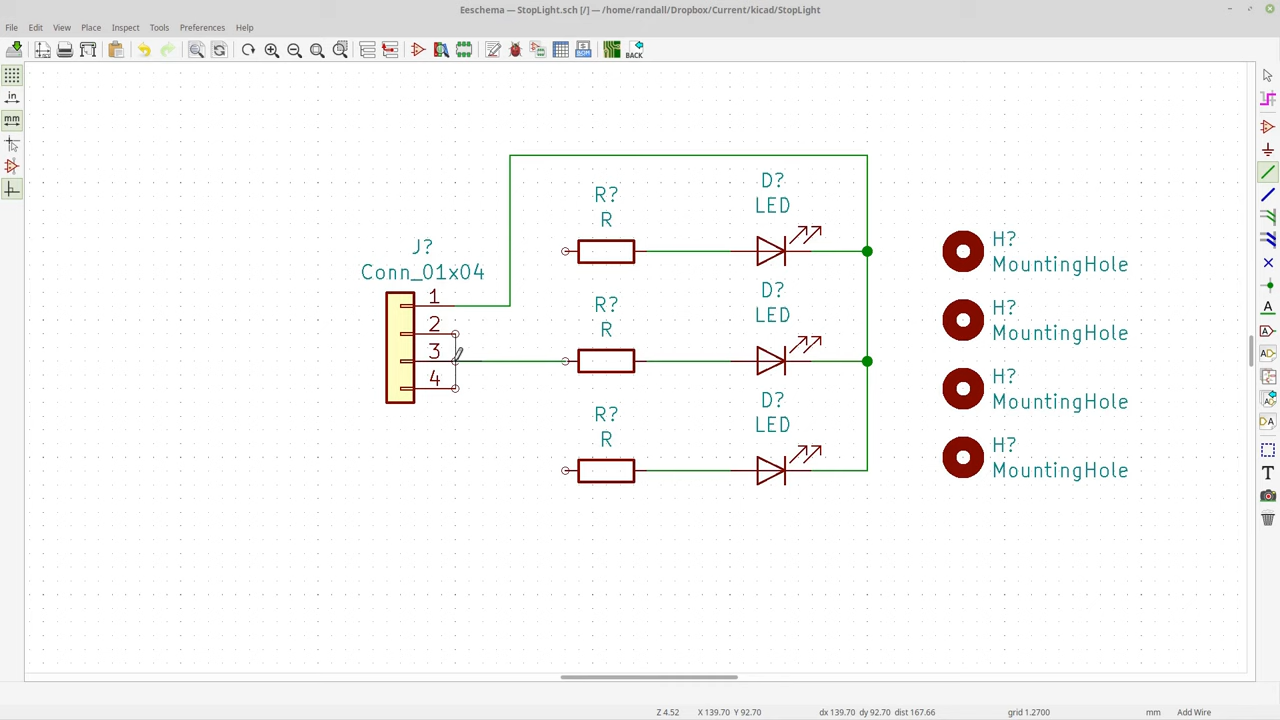 Eeschema — StopLight.sch [/] — /home/randall/Dropbox/Current/kicad/StopLight
File Edit View Place Inspect Tools Preferences Help
BOM
BACK
in
mm
R?
R
D?
LED
J?
Conn_01x04
1
2
3
4
R?
R
D?
LED
R?
R
D?
LED
H?
MountingHole
H?
MountingHole
H?
MountingHole
H?
MountingHole
A
A
A
DA
T
Z 4.52 X 139.70 Y 92.70 dx 139.70 dy 92.70 dist 167.66 grid 1.2700 mm Add Wire